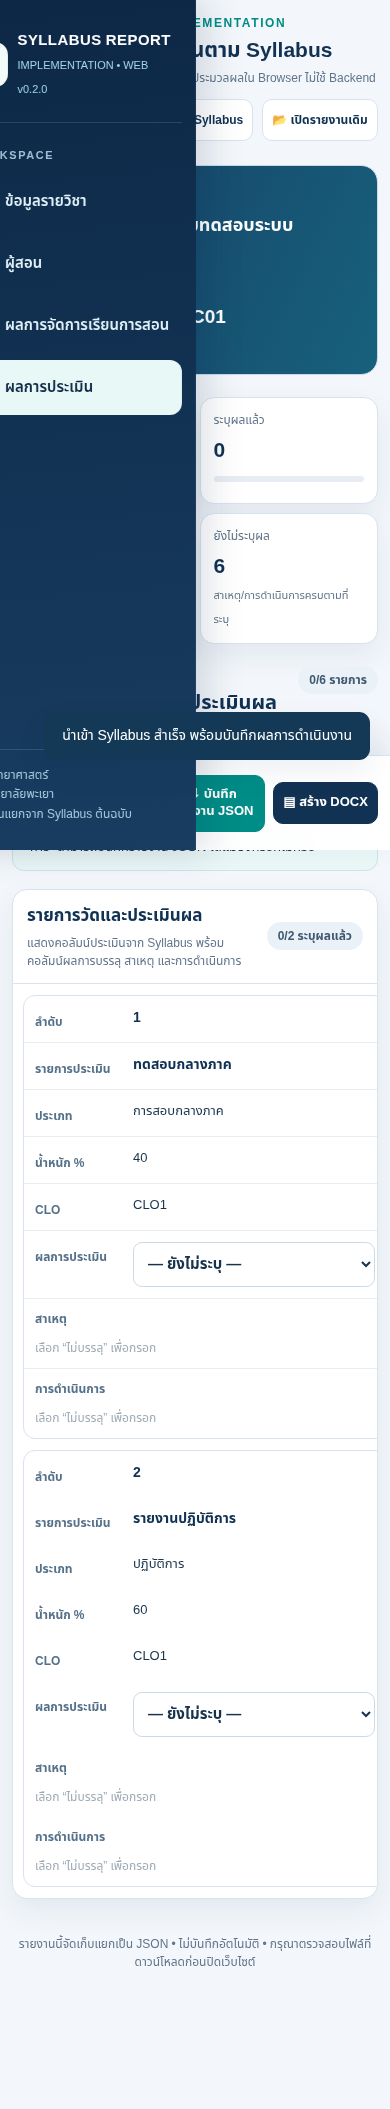 SYLLABUS REPORT
IMPLEMENTATION • WEB
v0.2.0
KSPACE
ข้อมูลรายวิชา
ผู้สอน
ผลการจัดการเรียนการสอน
ผลการประเมิน
ยาศาสตร์
าลัยพะเยา
นแยกจาก Syllabus ต้นฉบับ
EMENTATION
นตาม Syllabus
ประมวลผลใน Browser ไม่ใช้ Backend
Syllabus
📂 เปิดรายงานเดิม
ทดสอบระบบ
C01
ระบุผลแล้ว
0
ยังไม่ระบุผล
6
สาเหตุ/การดำเนินการครบตามที่
ระบุ
0/6 รายการ
ประเมินผล
นำเข้า Syllabus สำเร็จ พร้อมบันทึกผลการดำเนินงาน
บันทึก
งาน JSON
▤ สร้าง DOCX
รายการวัดและประเมินผล
แสดงคอลัมน์ประเมินจาก Syllabus พร้อม
คอลัมน์ผลการบรรลุ สาเหตุ และการดำเนินการ
0/2 ระบุผลแล้ว
ลำดับ 1
รายการประเมิน ทดสอบกลางภาค
ประเภท การสอบกลางภาค
น้ำหนัก % 40
CLO CLO1
ผลการประเมิน — ยังไม่ระบุ —
สาเหตุ
เลือก “ไม่บรรลุ” เพื่อกรอก
การดำเนินการ
เลือก “ไม่บรรลุ” เพื่อกรอก
ลำดับ 2
รายการประเมิน รายงานปฏิบัติการ
ประเภท ปฏิบัติการ
น้ำหนัก % 60
CLO CLO1
ผลการประเมิน — ยังไม่ระบุ —
สาเหตุ
เลือก “ไม่บรรลุ” เพื่อกรอก
การดำเนินการ
เลือก “ไม่บรรลุ” เพื่อกรอก
รายงานนี้จัดเก็บแยกเป็น JSON • ไม่บันทึกอัตโนมัติ • กรุณาตรวจสอบไฟล์ที่
ดาวน์โหลดก่อนปิดเว็บไซต์